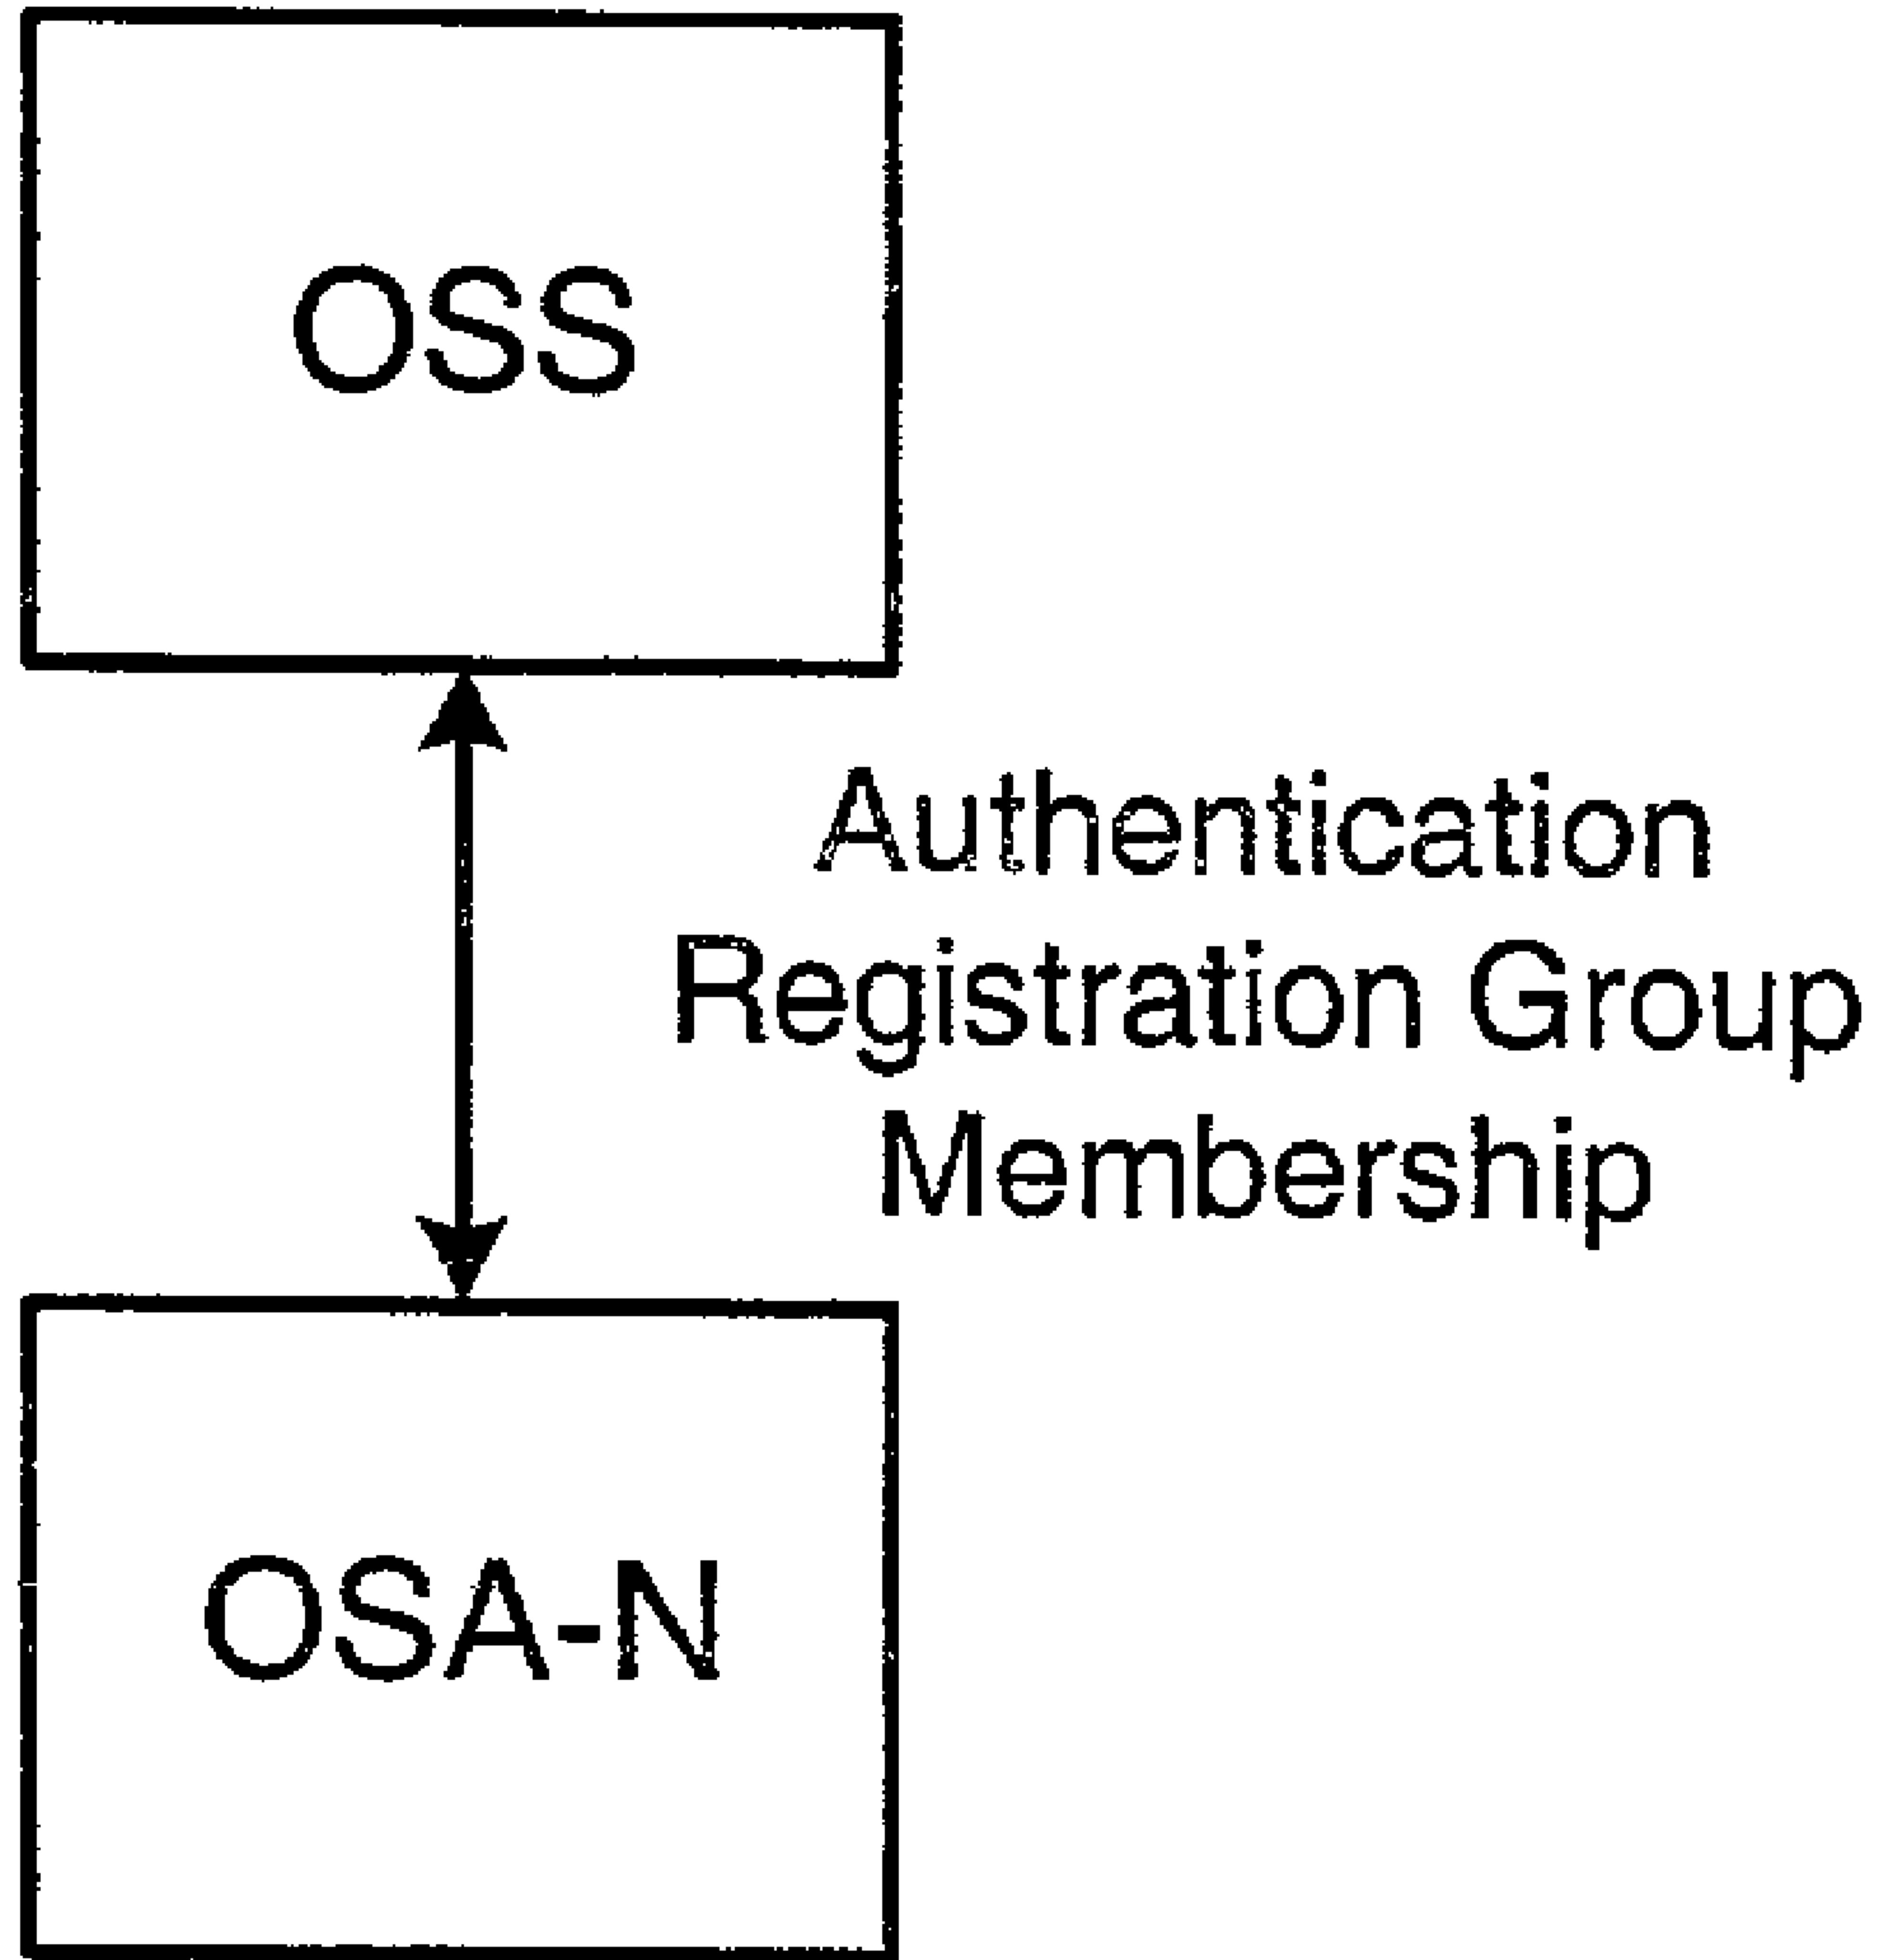 OSS
Authentication
Registration Group
Membership
OSA-N